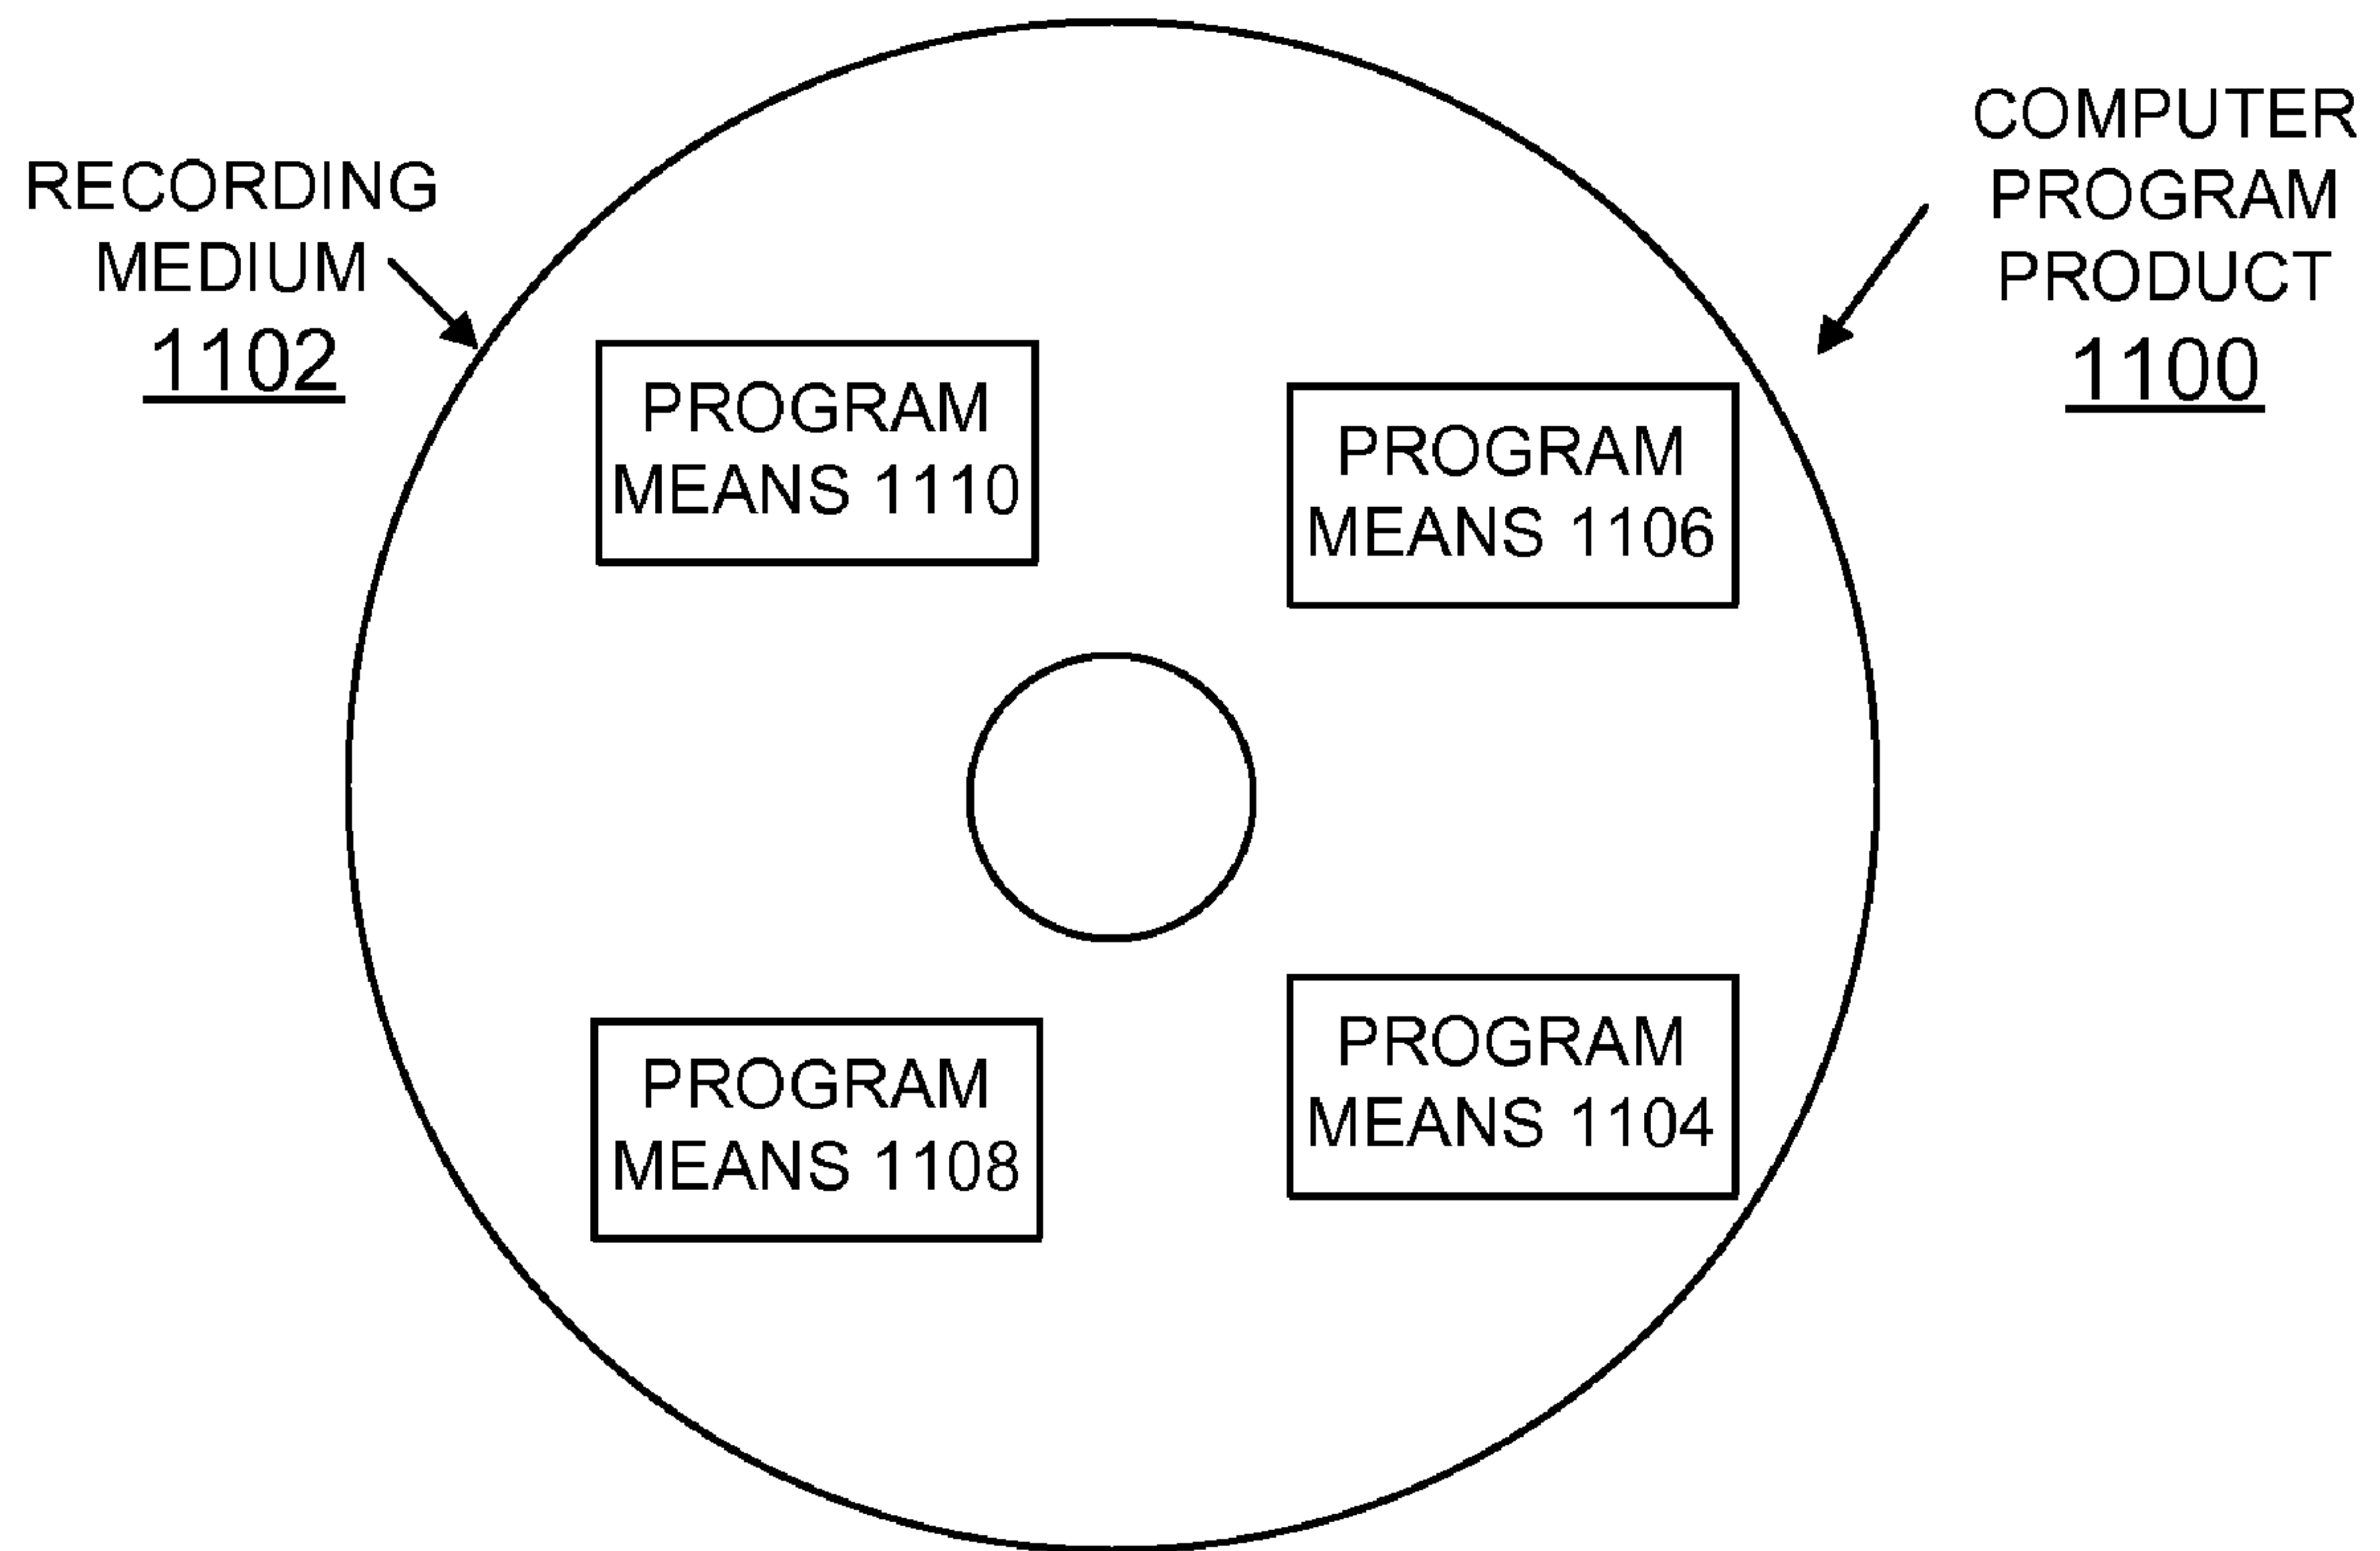 RECORDING
MEDIUM
1102
COMPUTER
PROGRAM
PRODUCT
1100
PROGRAM
MEANS 1110
PROGRAM
MEANS 1106
PROGRAM
MEANS 1108
PROGRAM
MEANS 1104